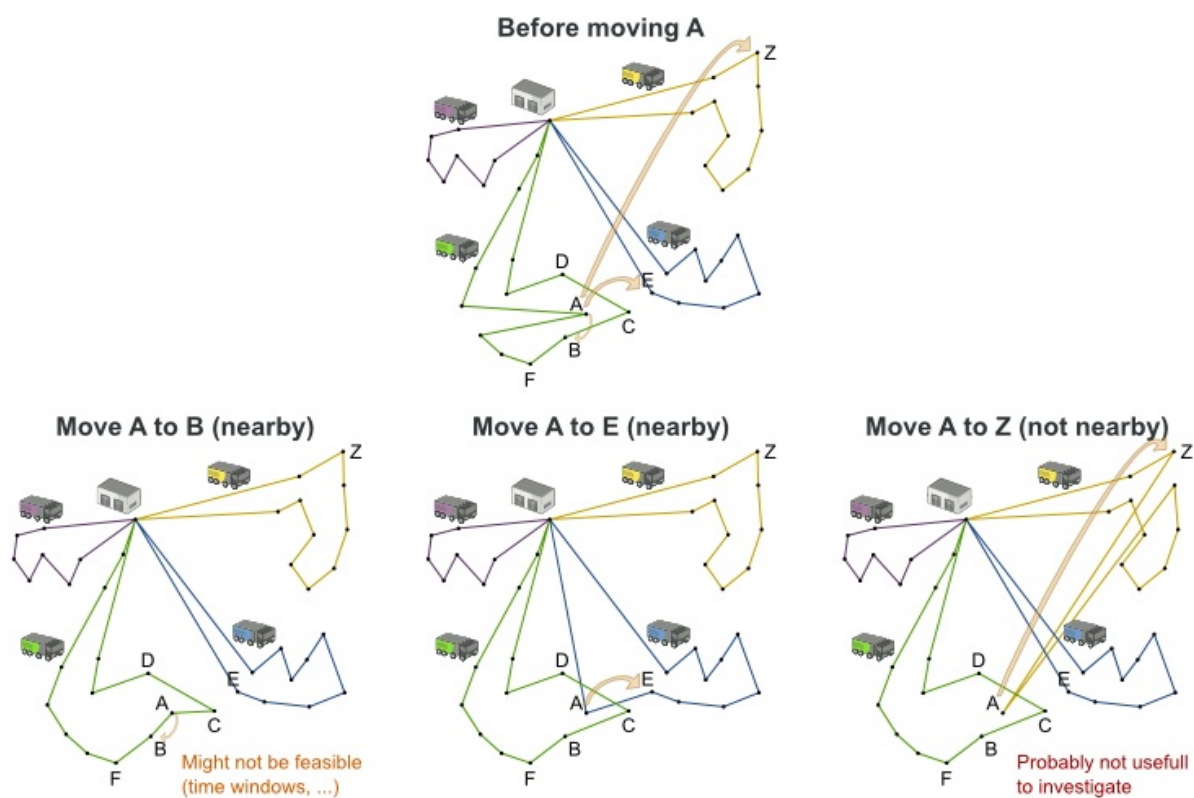 Before moving A
Z
D
E
A
C
B
F
Move A to B (nearby)
Z
D
E
A
C
B
F
Might not be feasible
(time windows, ...)
Move A to E (nearby)
Z
D
E
A
C
B
F
Move A to Z (not nearby)
Z
D
E
A
C
B
F
Probably not usefull
to investigate